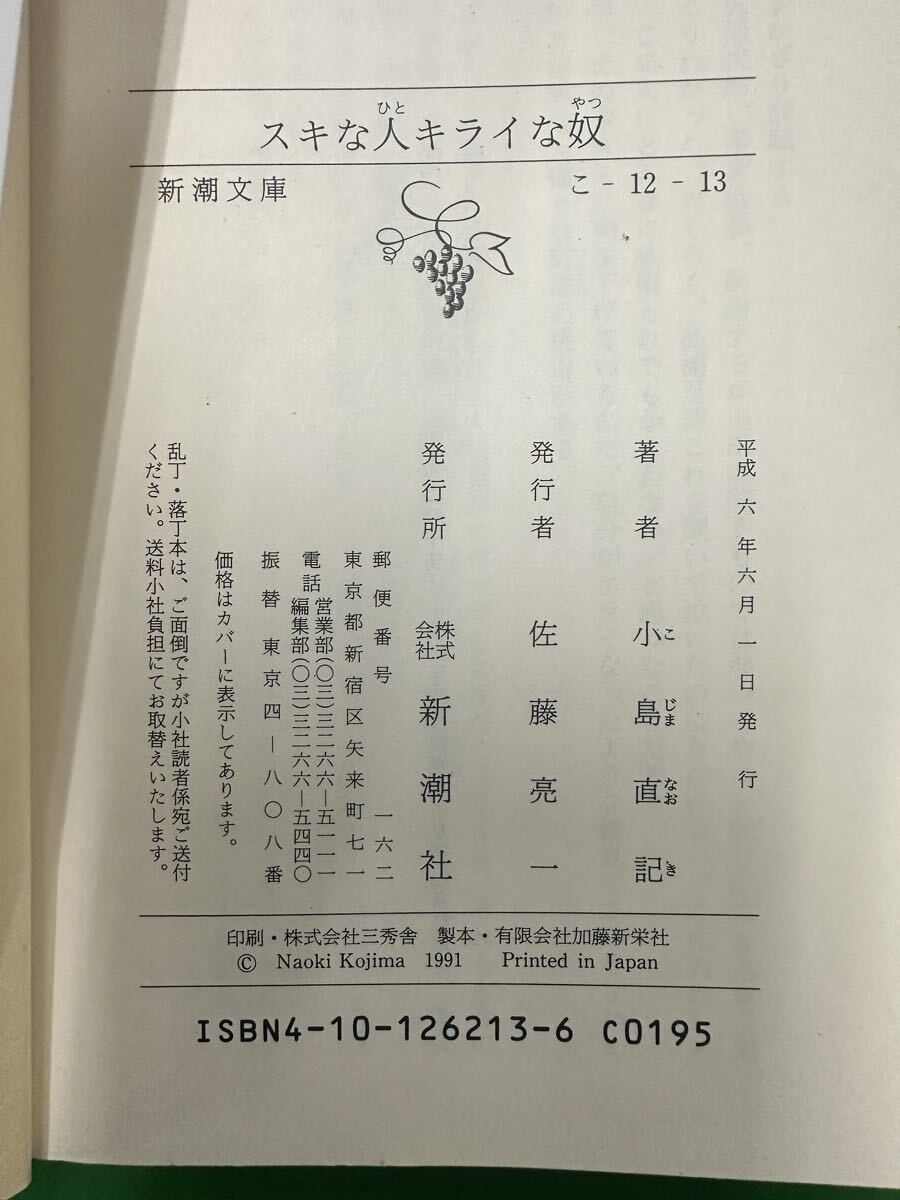 スキな人キライな奴
ひと
やつ
新潮文庫
こ-12-13
平成六年六月一日発行
著者 小島直記
こ じま なお き
発行者 佐藤亮一
発行所 株式会社 新潮社
郵便番号 一六二
東京都新宿区矢来町七一
電話 営業部(〇三)三二六六―五一一一
編集部(〇三)三二六六―五四四〇
振替 東京四―八〇八番
価格はカバーに表示してあります。
乱丁・落丁本は、ご面倒ですが小社読者係宛ご送付
ください。送料小社負担にてお取替えいたします。
印刷・株式会社三秀舎 製本・有限会社加藤新栄社
© Naoki Kojima 1991 Printed in Japan
ISBN4-10-126213-6 C0195